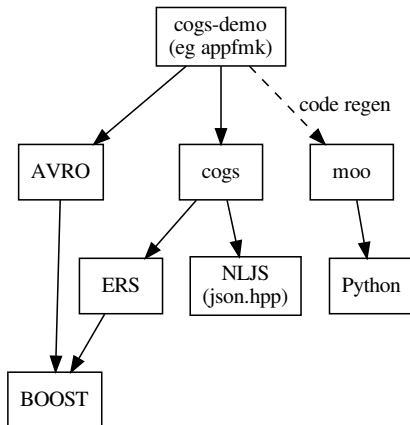 cogs-demo
(eg appfmk)
code regen
AVRO
cogs
moo
ERS
NLJS
(json.hpp)
Python
BOOST